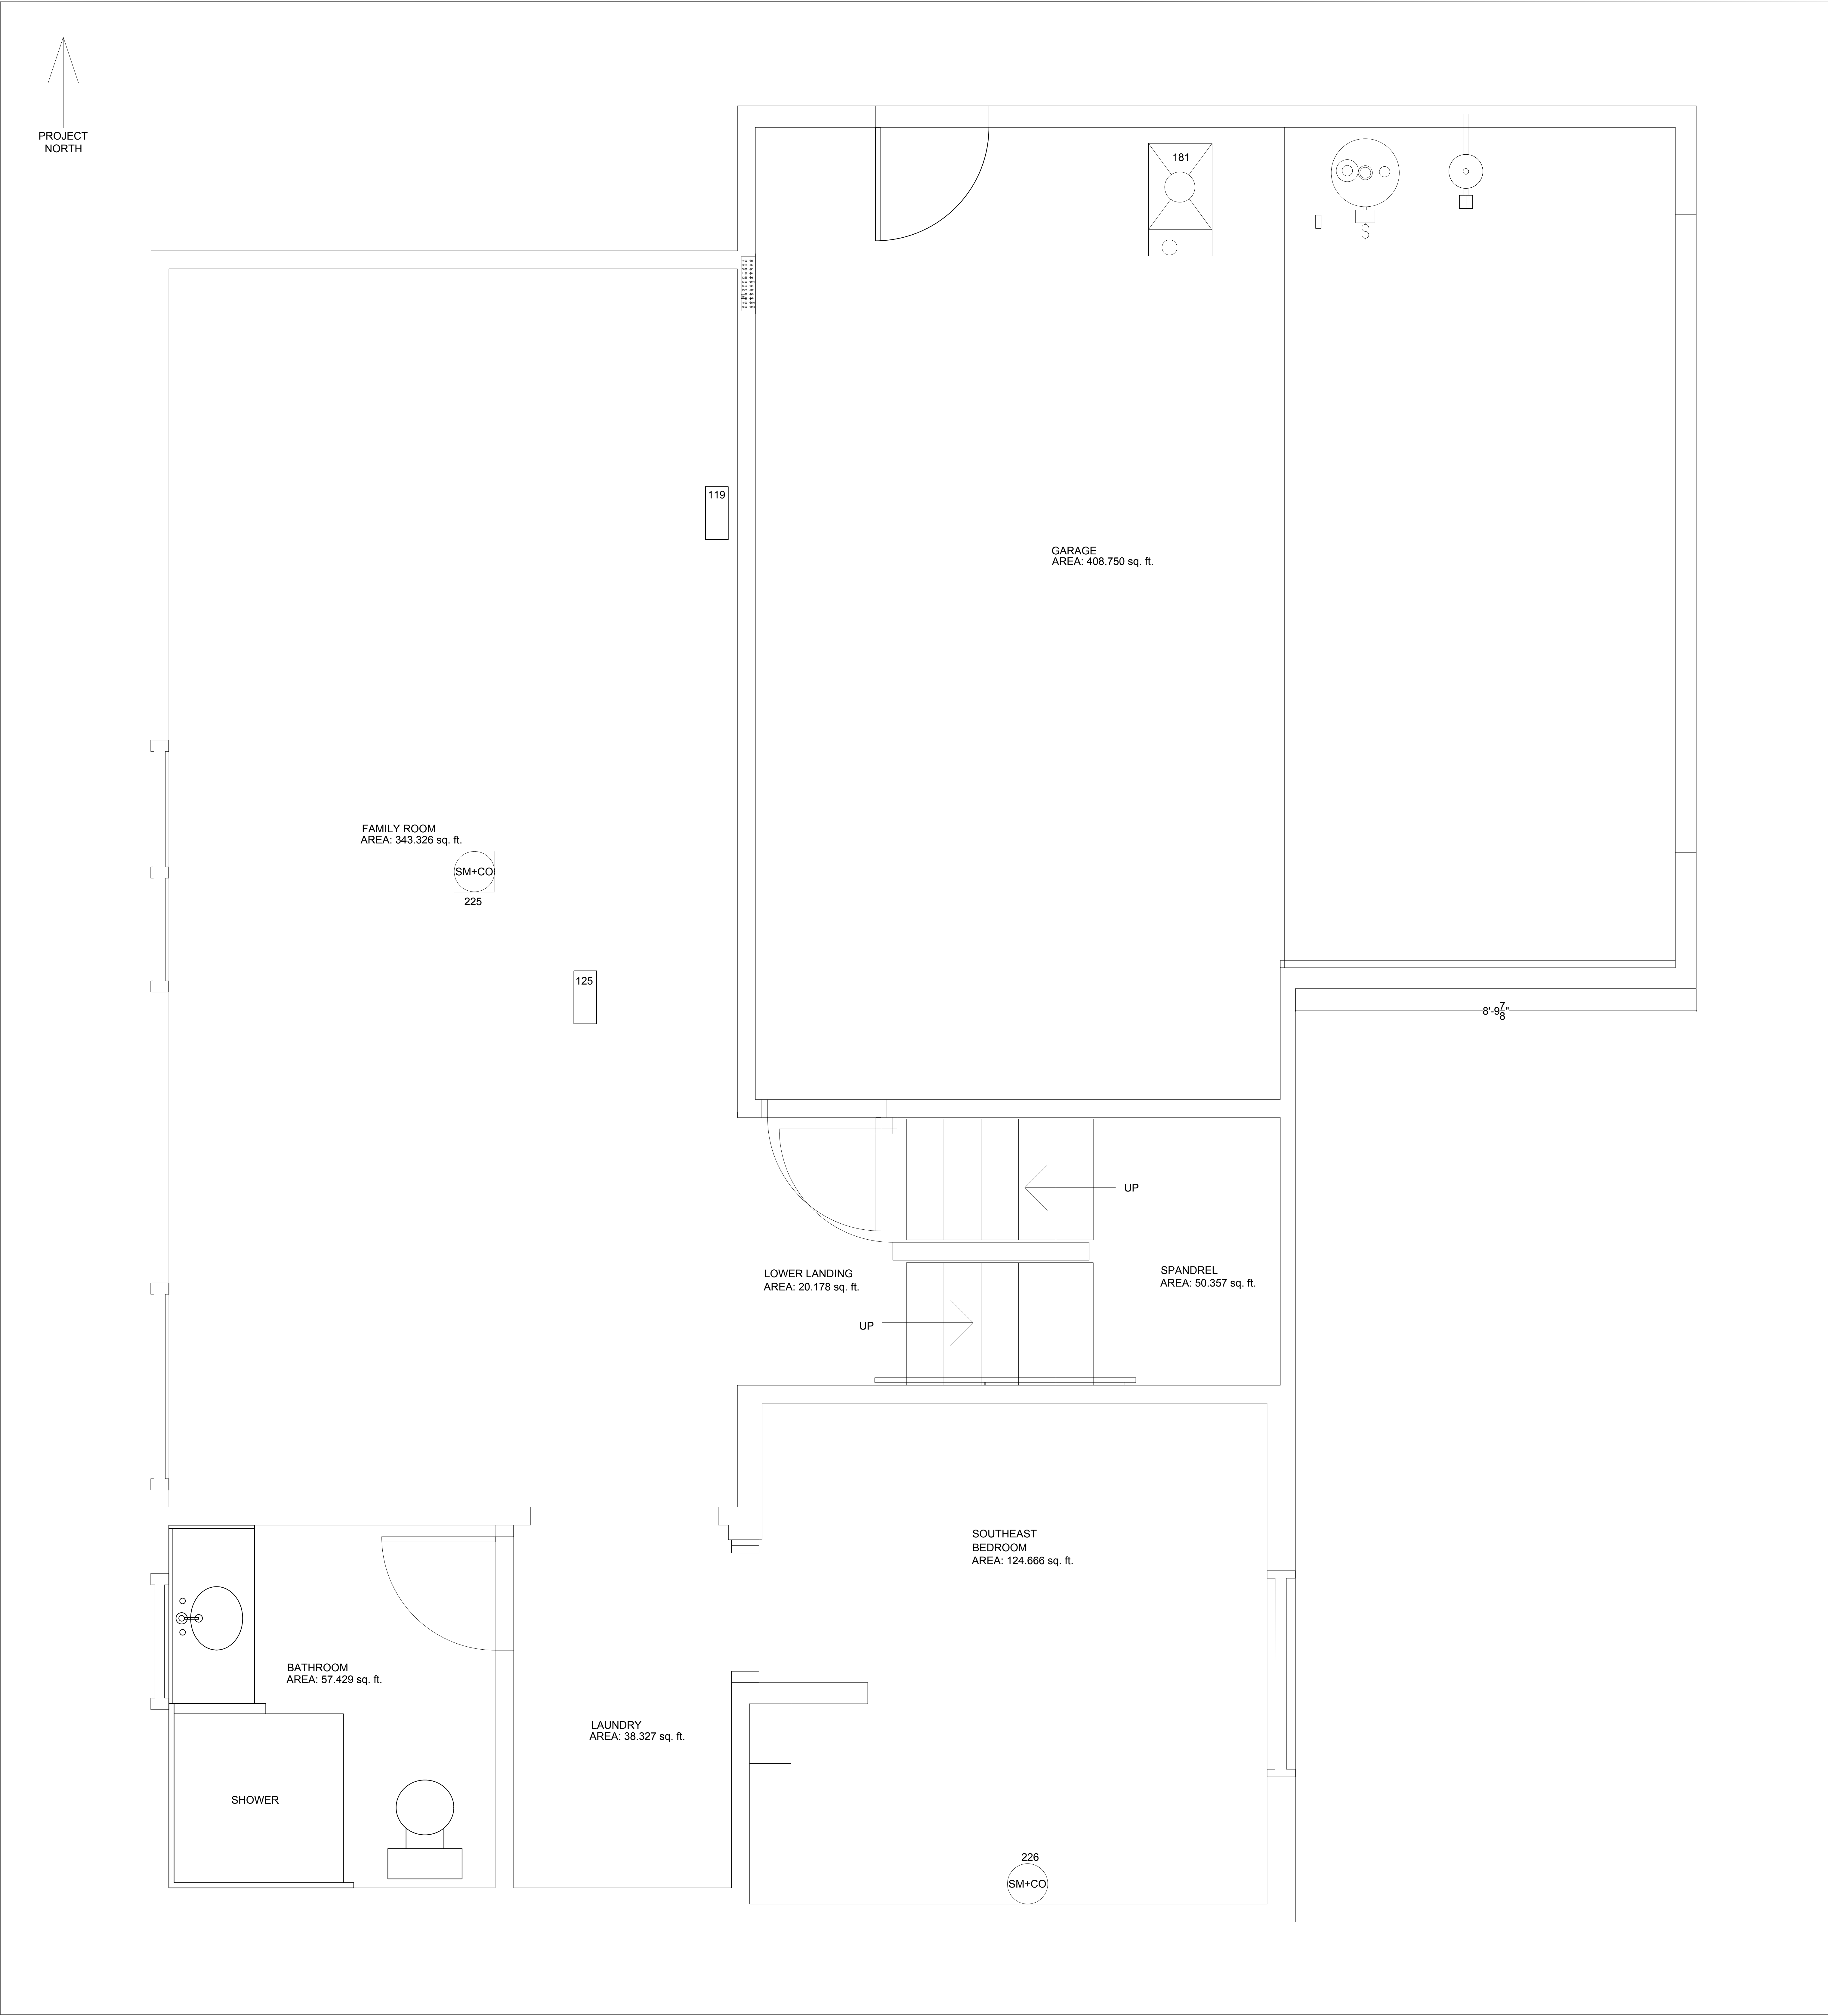 PROJECT
NORTH
181
119
GARAGE
AREA: 408.750 sq. ft.
FAMILY ROOM
AREA: 343.326 sq. ft.
SM+CO
225
125
8'-9 7/8"
UP
LOWER LANDING
AREA: 20.178 sq. ft.
SPANDREL
AREA: 50.357 sq. ft.
UP
SOUTHEAST
BEDROOM
AREA: 124.666 sq. ft.
BATHROOM
AREA: 57.429 sq. ft.
LAUNDRY
AREA: 38.327 sq. ft.
SHOWER
226
SM+CO